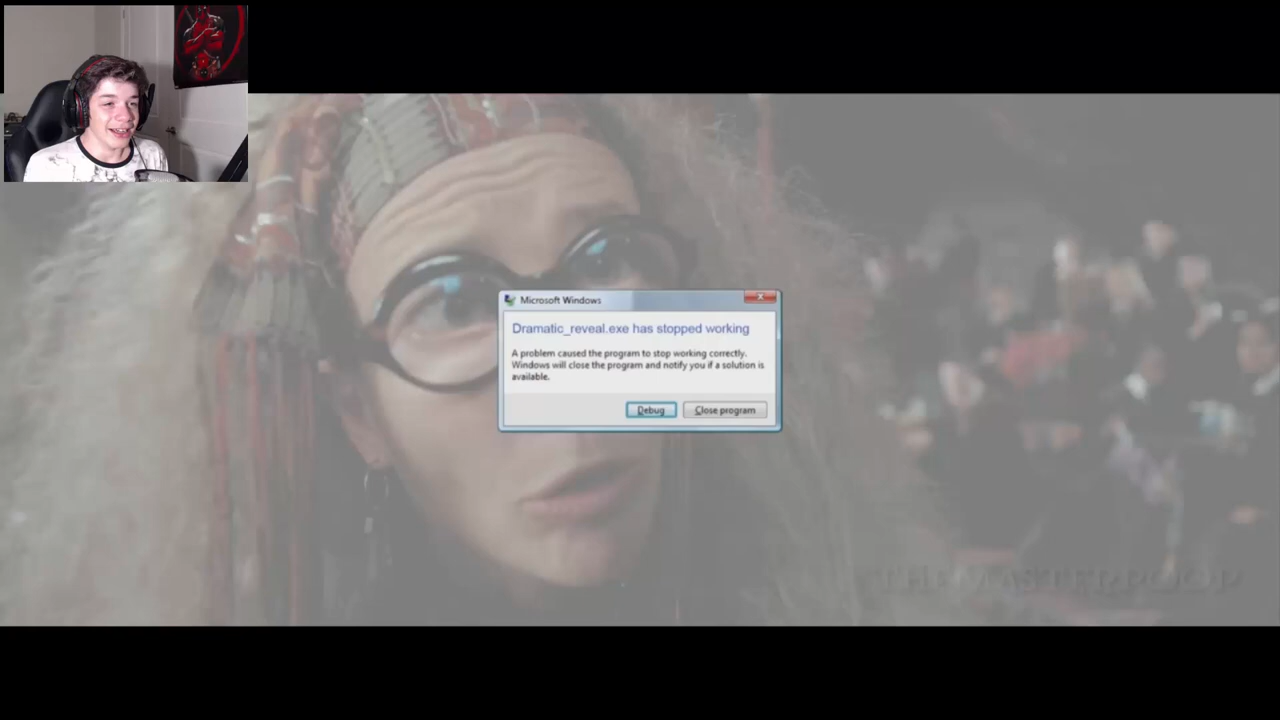 Microsoft Windows
Dramatic_reveal.exe has stopped working
A problem caused the program to stop working correctly.
Windows will close the program and notify you if a solution is
available.
Debug
Close program
THEMASTERPOOP